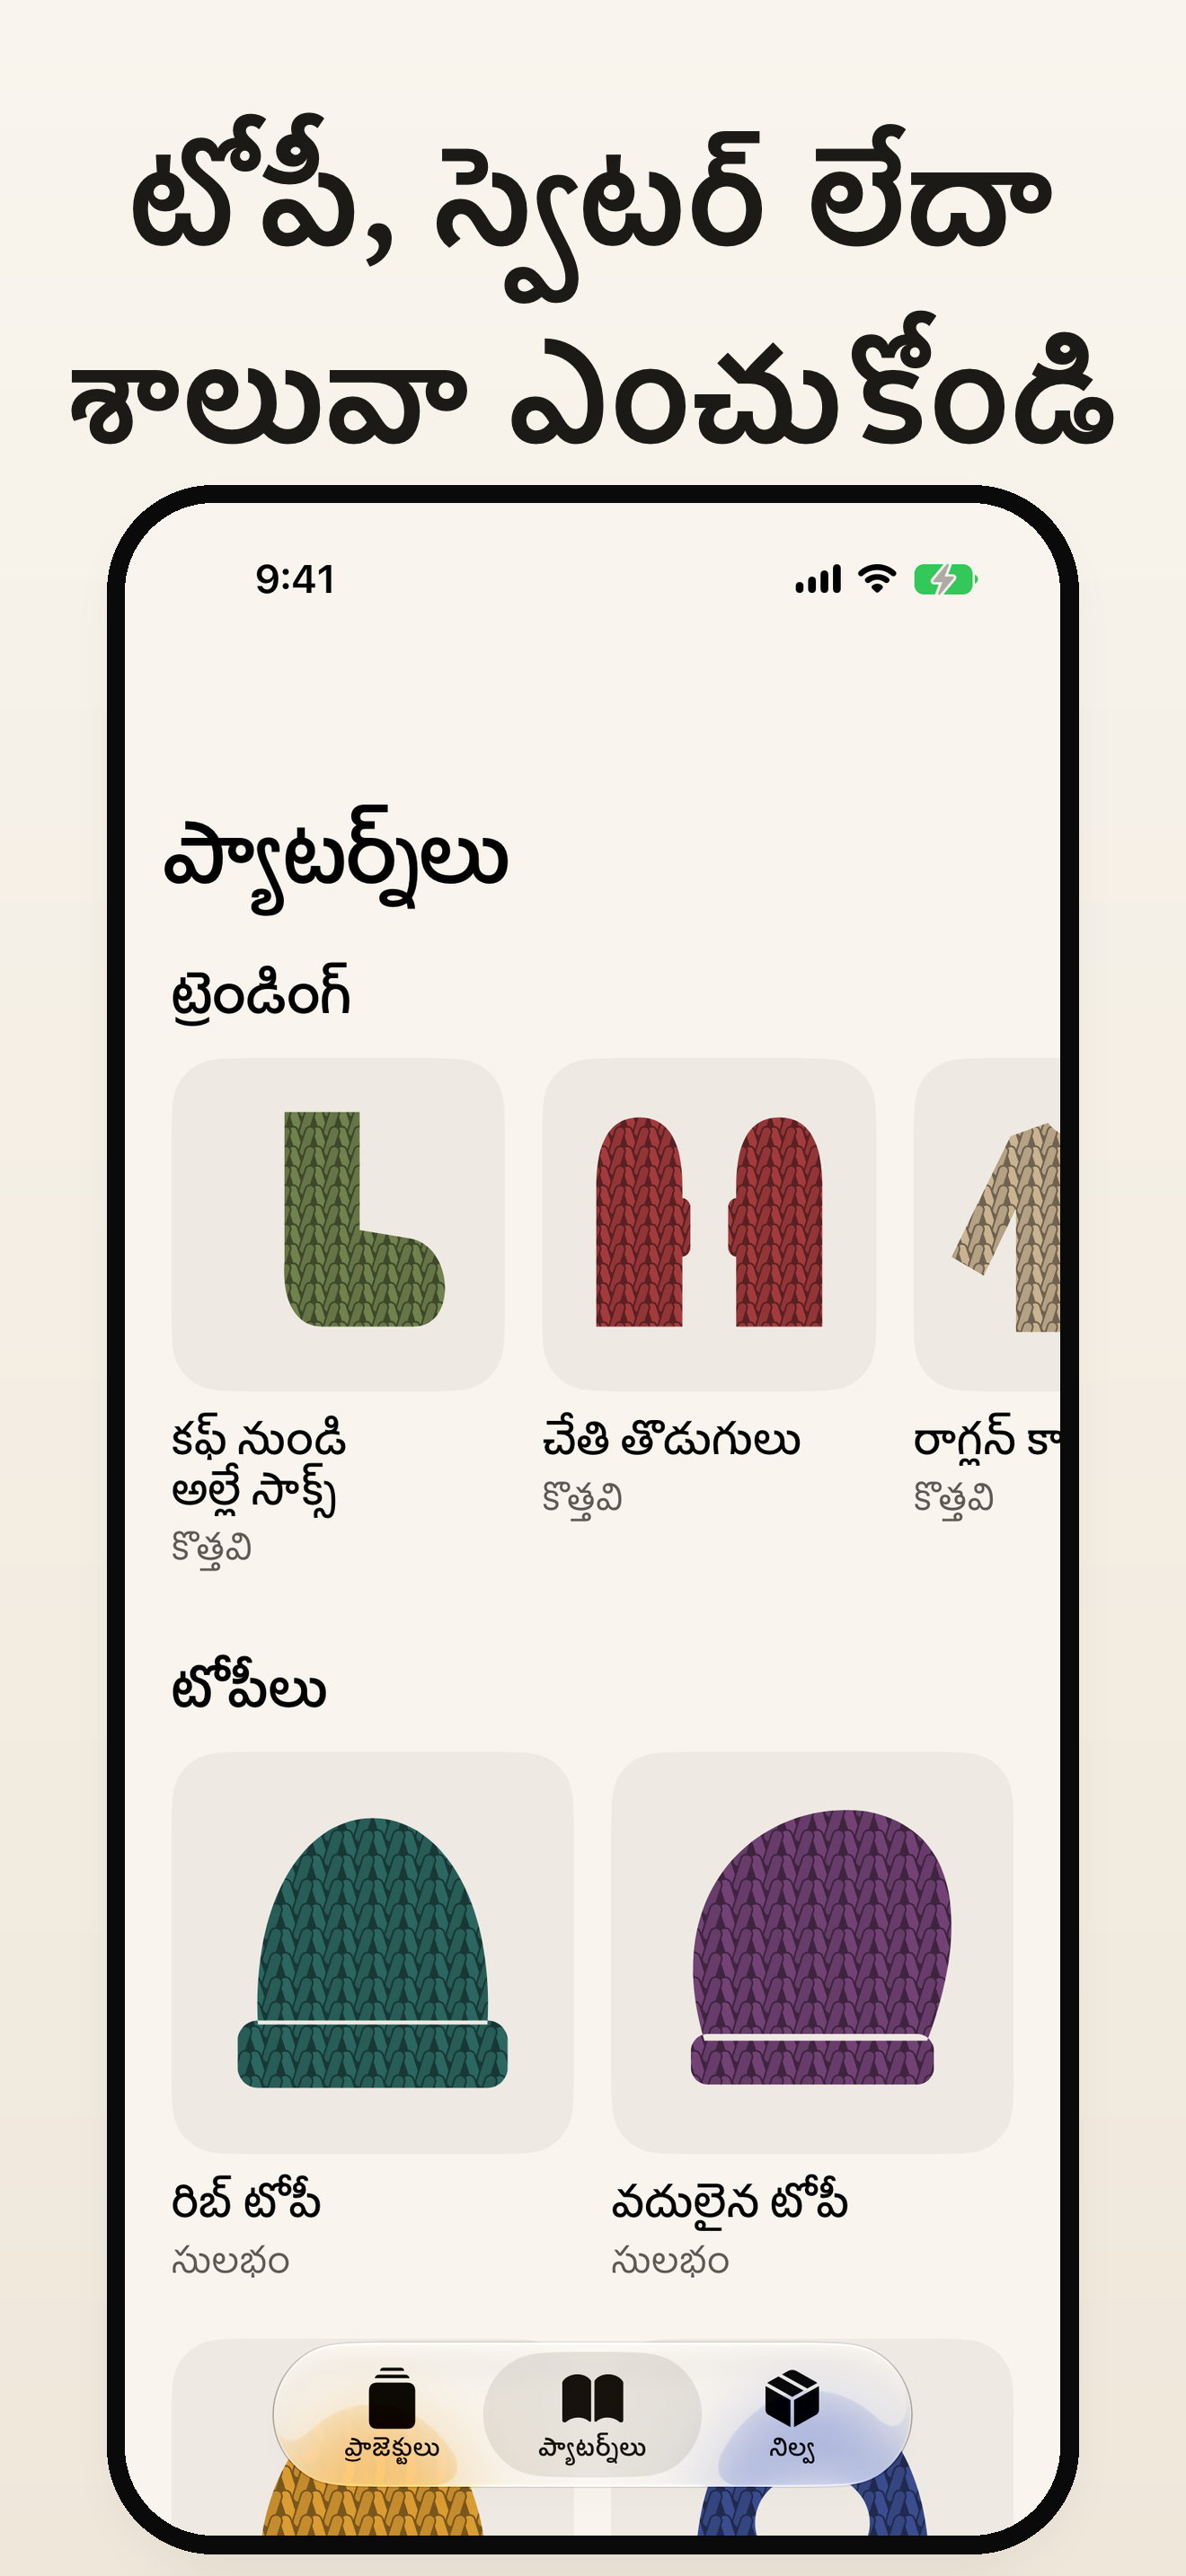 టోపీ, స్వెటర్ లేదా
శాలువా ఎంచుకోండి
9:41
ప్యాటర్న్‌లు
ట్రెండింగ్
కఫ్ నుండి
అల్లే సాక్స్
కొత్తవి
చేతి తొడుగులు
కొత్తవి
రాగ్లన్ కా
కొత్తవి
టోపీలు
రిబ్ టోపీ
సులభం
వదులైన టోపీ
సులభం
ప్రాజెక్టులు
ప్యాటర్న్‌లు
నిల్వ